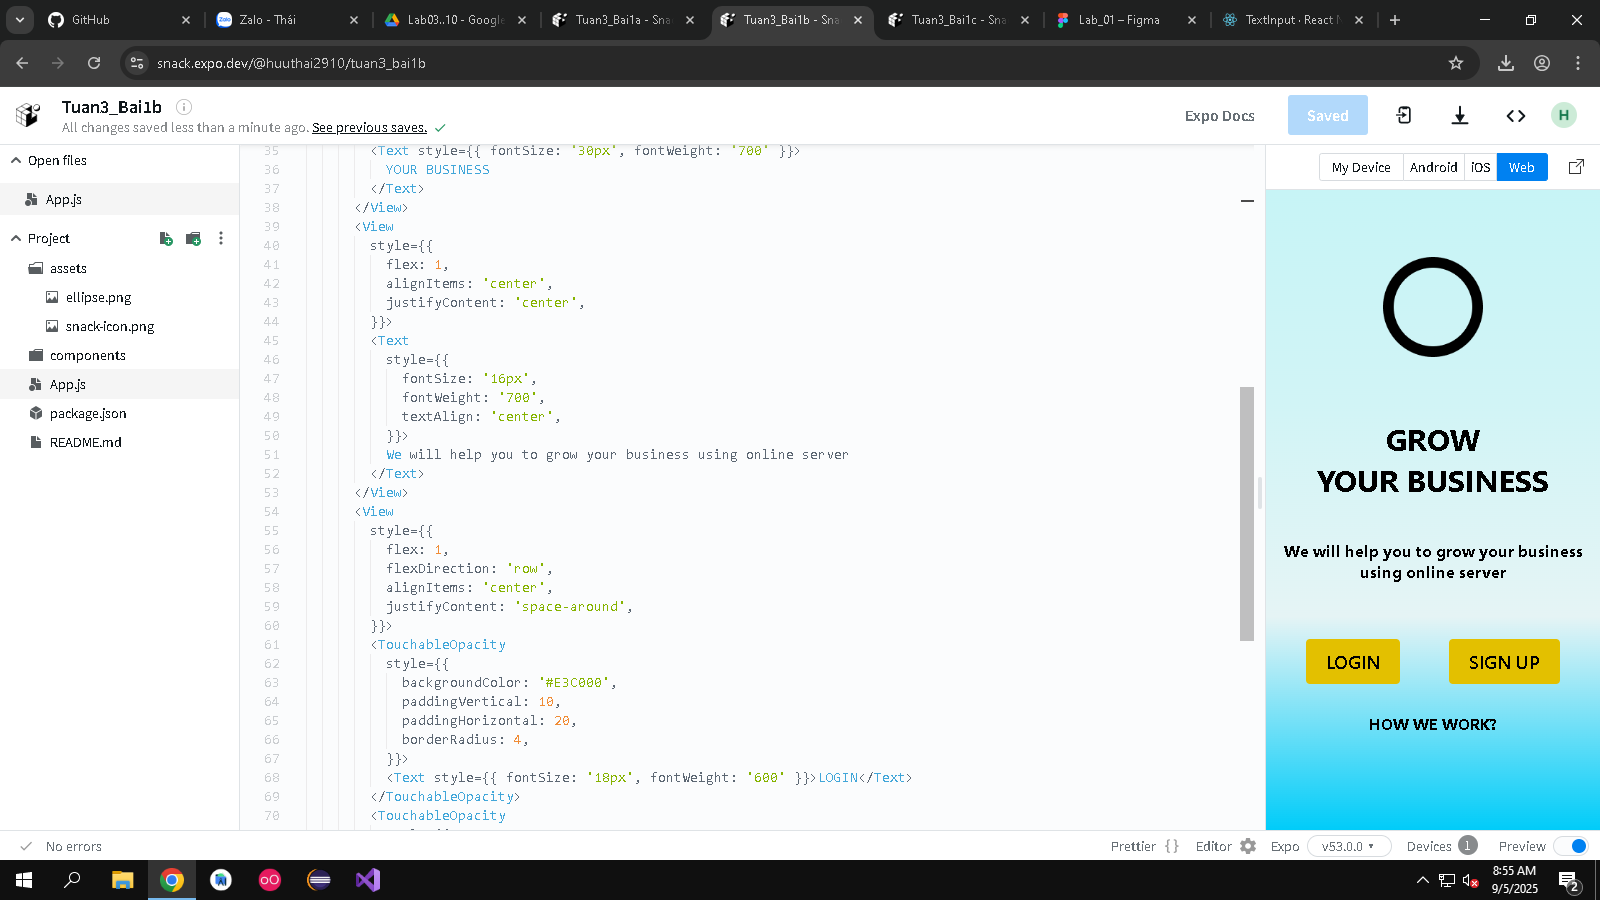 GitHub
Zalo - Thái
Lab03..10 - Google
Tuan3_Bai1a - Sna
Tuan3_Bai1b - Sna
Tuan3_Bai1c - Sna
Lab_01 – Figma
TextInput · React N
snack.expo.dev/@huuthai2910/tuan3_bai1b
Tuan3_Bai1b
All changes saved less than a minute ago. See previous saves.
Expo Docs
Saved
H
Open files
App.js
Project
assets
ellipse.png
snack-icon.png
components
App.js
package.json
README.md
35 <Text style={{ fontSize: '30px', fontWeight: '700' }}>
36 YOUR BUSINESS
37 </Text>
38 </View>
39 <View
40 style={{
41 flex: 1,
42 alignItems: 'center',
43 justifyContent: 'center',
44 }}>
45 <Text
46 style={{
47 fontSize: '16px',
48 fontWeight: '700',
49 textAlign: 'center',
50 }}>
51 We will help you to grow your business using online server
52 </Text>
53 </View>
54 <View
55 style={{
56 flex: 1,
57 flexDirection: 'row',
58 alignItems: 'center',
59 justifyContent: 'space-around',
60 }}>
61 <TouchableOpacity
62 style={{
63 backgroundColor: '#E3C000',
64 paddingVertical: 10,
65 paddingHorizontal: 20,
66 borderRadius: 4,
67 }}>
68 <Text style={{ fontSize: '18px', fontWeight: '600' }}>LOGIN</Text>
69 </TouchableOpacity>
70 <TouchableOpacity
My Device
Android
iOS
Web
GROW
YOUR BUSINESS
We will help you to grow your business
using online server
LOGIN
SIGN UP
HOW WE WORK?
No errors
Prettier {}
Editor
Expo
v53.0.0
Devices
1
Preview
8:55 AM
9/5/2025
2